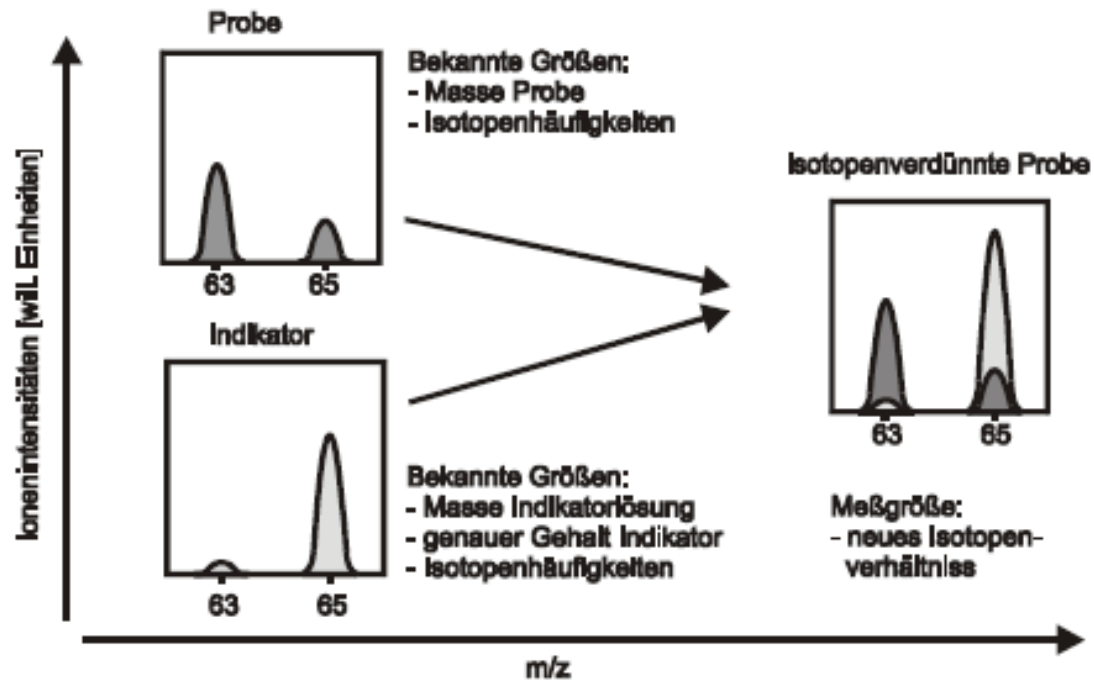 Probe
Bekannte Größen:
- Masse Probe
- Isotopenhäufigkeiten
63 65
Isotopenverdünnte Probe
63 65
Indikator
63 65
Bekannte Größen:
- Masse Indikatorlösung
- genauer Gehalt Indikator
- Isotopenhäufigkeiten
Meßgröße:
- neues Isotopen-
verhältniss
Ionenintensitäten [will. Einheiten]
m/z